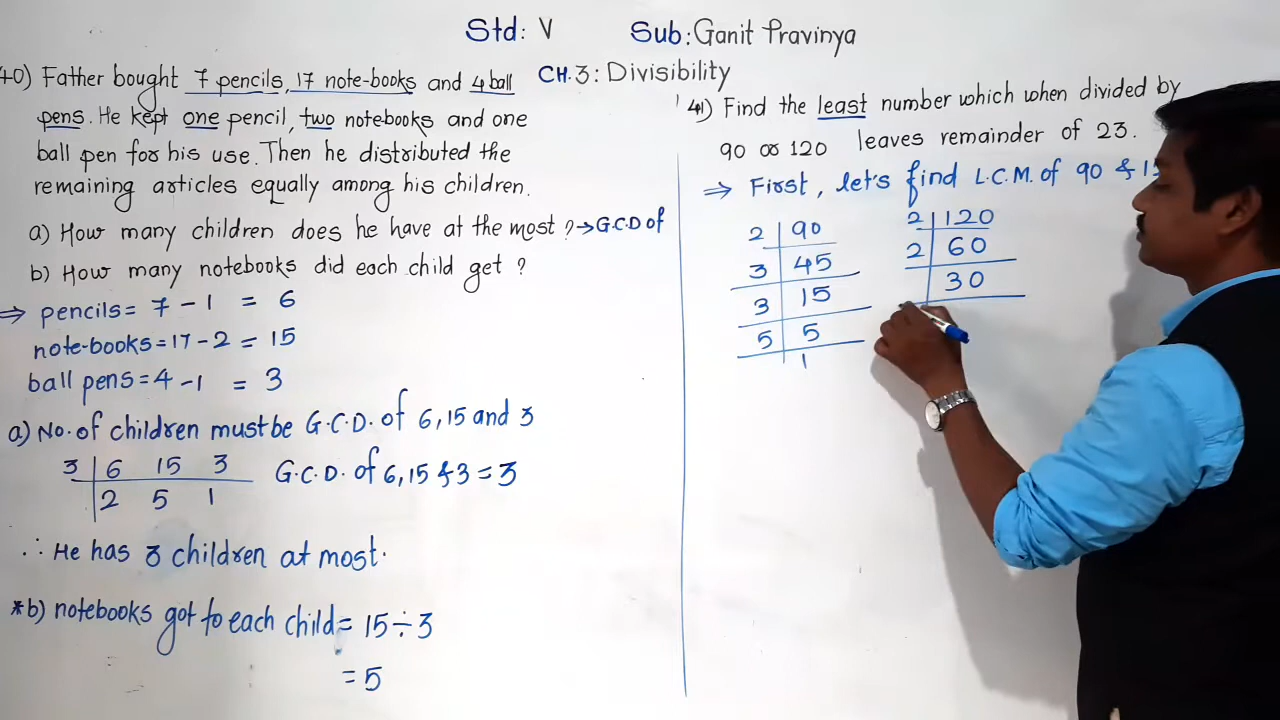 Std: V Sub: Ganit Pravinya
CH.3: Divisibility
40) Father bought 7 pencils, 17 note-books and 4 ball
pens. He kept one pencil, two notebooks and one
ball pen for his use. Then he distributed the
remaining articles equally among his children.
a) How many children does he have at the most? → G.C.D of
b) How many notebooks did each child get?
⇒ pencils = 7 - 1 = 6
note-books = 17 - 2 = 15
ball pens = 4 - 1 = 3
a) No. of children must be G.C.D. of 6, 15 and 3
3 | 6 15 3 G.C.D. of 6, 15 & 3 = 3
2 5 1
∴ He has 3 children at most.
*b) notebooks got to each child = 15 ÷ 3
= 5
41) Find the least number which when divided by
90 or 120 leaves remainder of 23.
⇒ First, let's find L.C.M. of 90 &
2 | 90
3 | 45
3 | 15
5 | 5
1
2 | 120
2 | 60
30